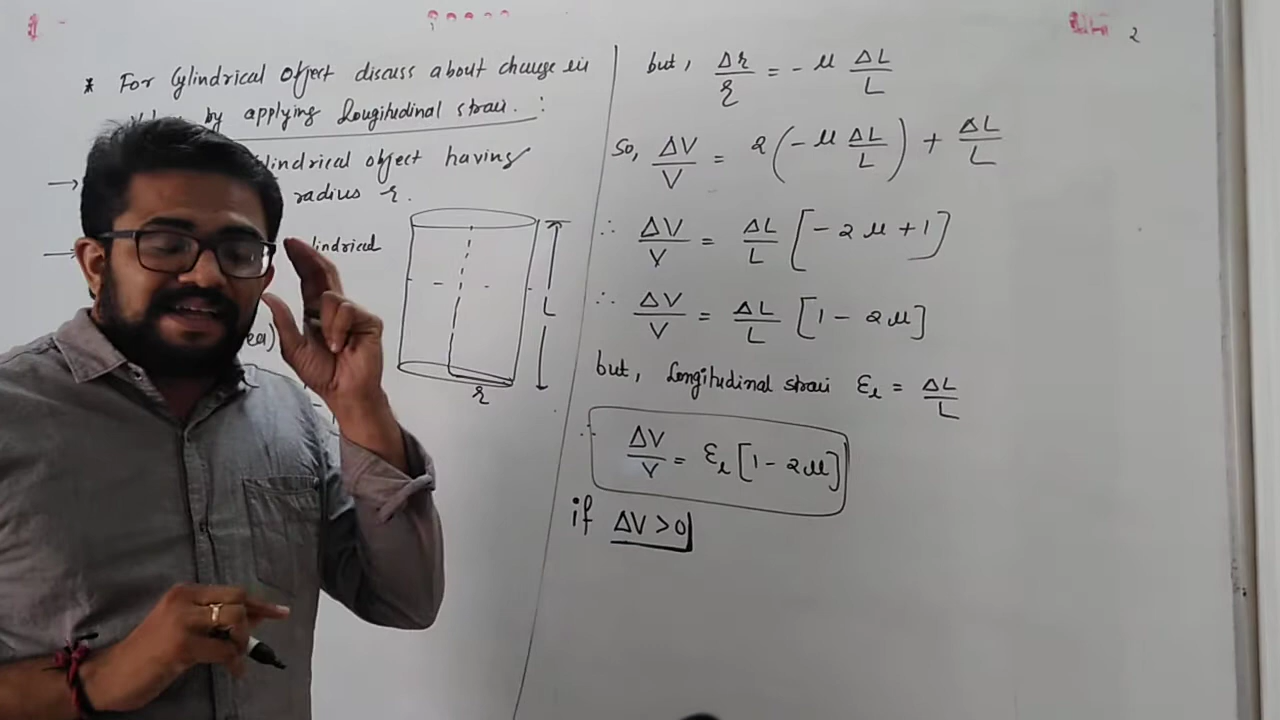 2
* For Cylindrical object discuss about change in
by applying longitudinal strain. :
→ lindrical object having
radius r.
→ lindrical
ea)
L
r
but, Δr/r = - μ ΔL/L
So, ΔV/V = 2(- μ ΔL/L) + ΔL/L
∴ ΔV/V = ΔL/L [- 2μ + 1]
∴ ΔV/V = ΔL/L [1 - 2μ]
but, Longitudinal strain εl = ΔL/L
∴ ΔV/V = εl [1 - 2μ]
if ΔV > 0